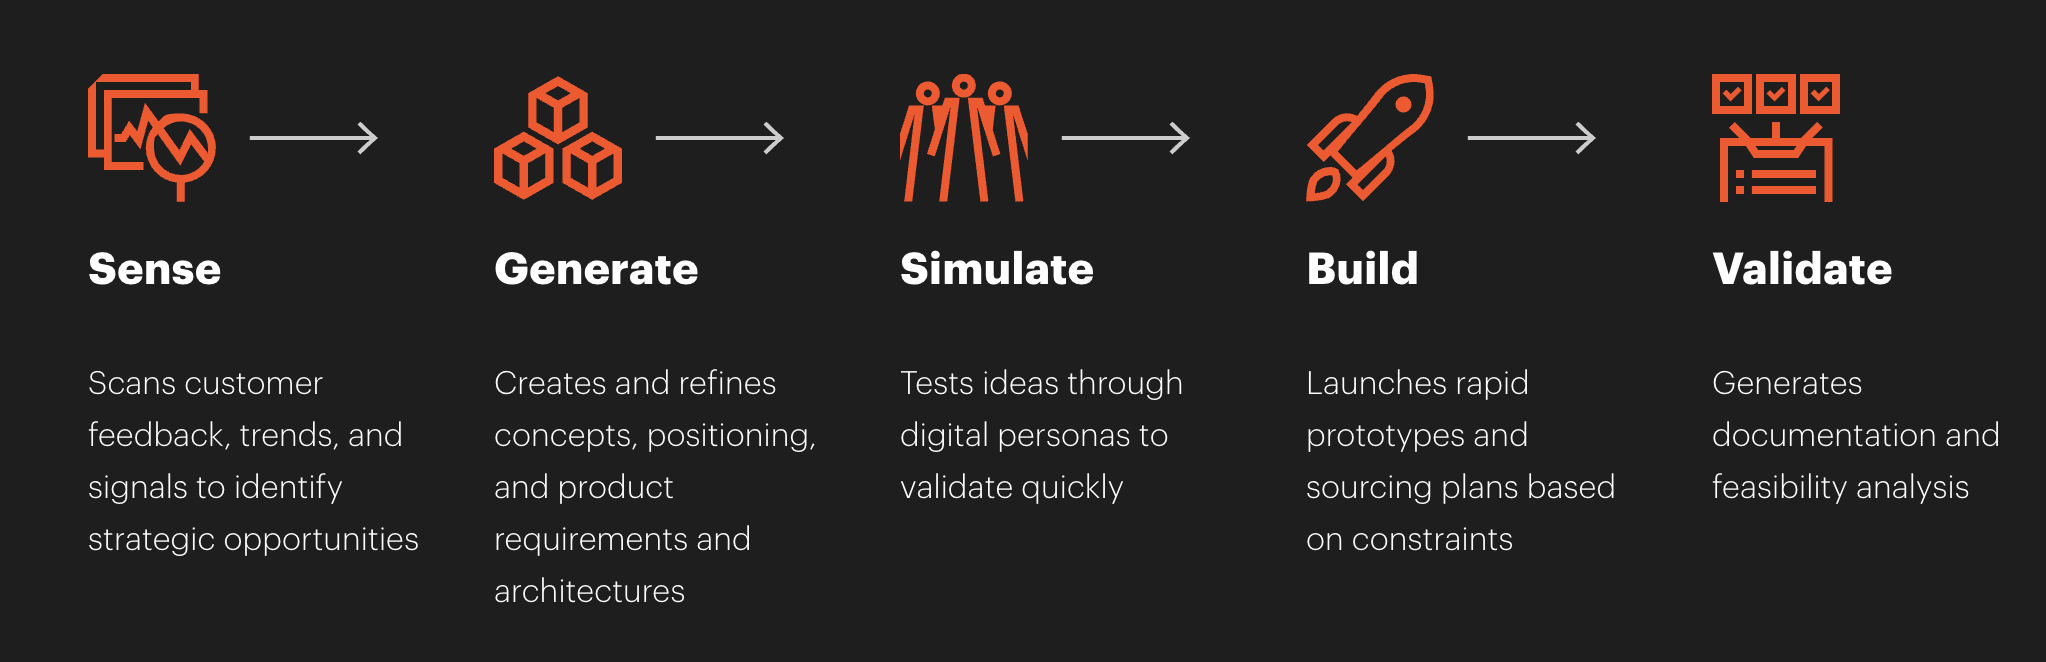 Sense
Generate
Simulate
Build
Validate
Scans customer
feedback, trends, and
signals to identify
strategic opportunities
Creates and refines
concepts, positioning,
and product
requirements and
architectures
Tests ideas through
digital personas to
validate quickly
Launches rapid
prototypes and
sourcing plans based
on constraints
Generates
documentation and
feasibility analysis